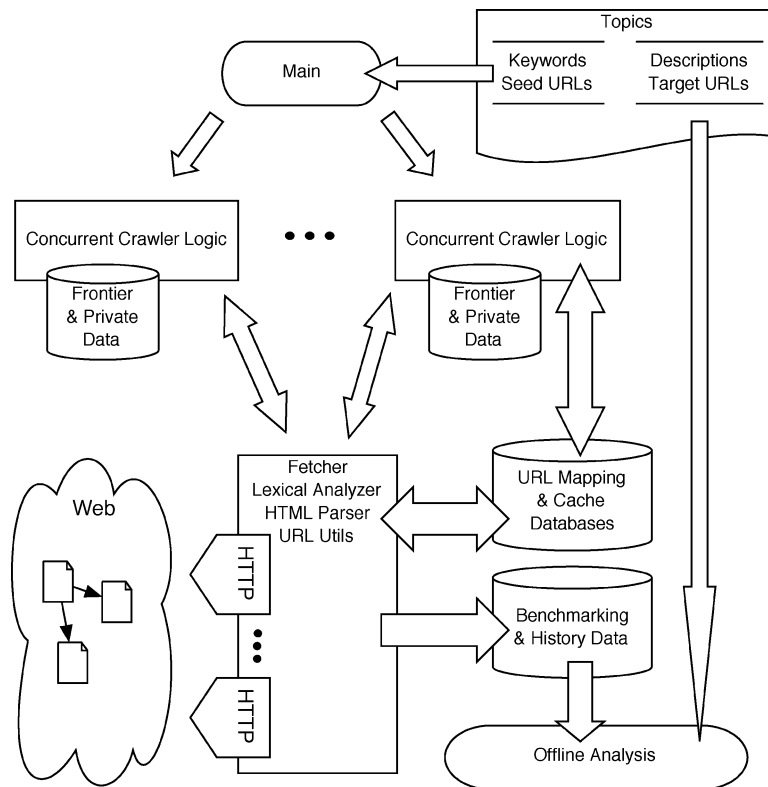 Topics
Keywords
Seed URLs
Descriptions
Target URLs
Main
Concurrent Crawler Logic
Concurrent Crawler Logic
Frontier
& Private
Data
Frontier
& Private
Data
Fetcher
Lexical Analyzer
HTML Parser
URL Utils
URL Mapping
& Cache
Databases
Web
HTTP
Benchmarking
& History Data
HTTP
Offline Analysis